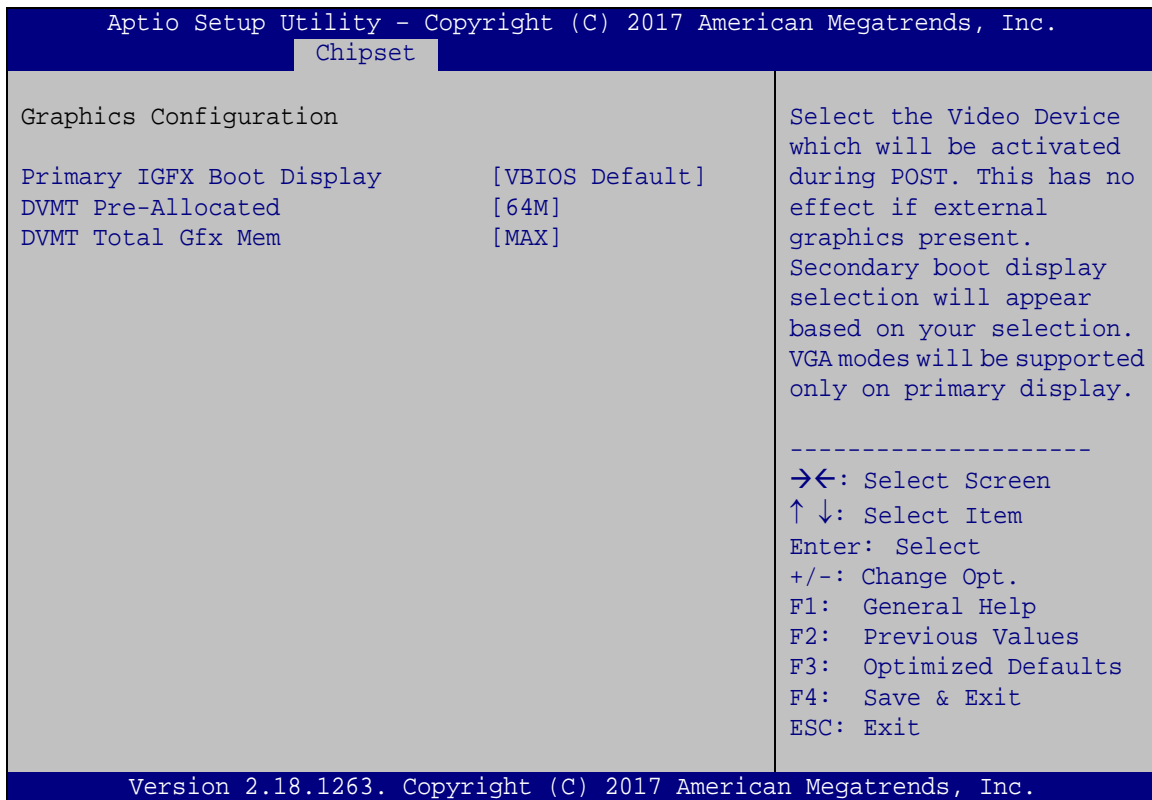 Aptio Setup Utility – Copyright (C) 2017 American Megatrends, Inc.
Chipset
Graphics Configuration
Primary IGFX Boot Display [VBIOS Default]
DVMT Pre-Allocated [64M]
DVMT Total Gfx Mem [MAX]
Select the Video Device
which will be activated
during POST. This has no
effect if external
graphics present.
Secondary boot display
selection will appear
based on your selection.
VGA modes will be supported
only on primary display.
---------------------
→←: Select Screen
↑ ↓: Select Item
Enter: Select
+/-: Change Opt.
F1: General Help
F2: Previous Values
F3: Optimized Defaults
F4: Save & Exit
ESC: Exit
Version 2.18.1263. Copyright (C) 2017 American Megatrends, Inc.